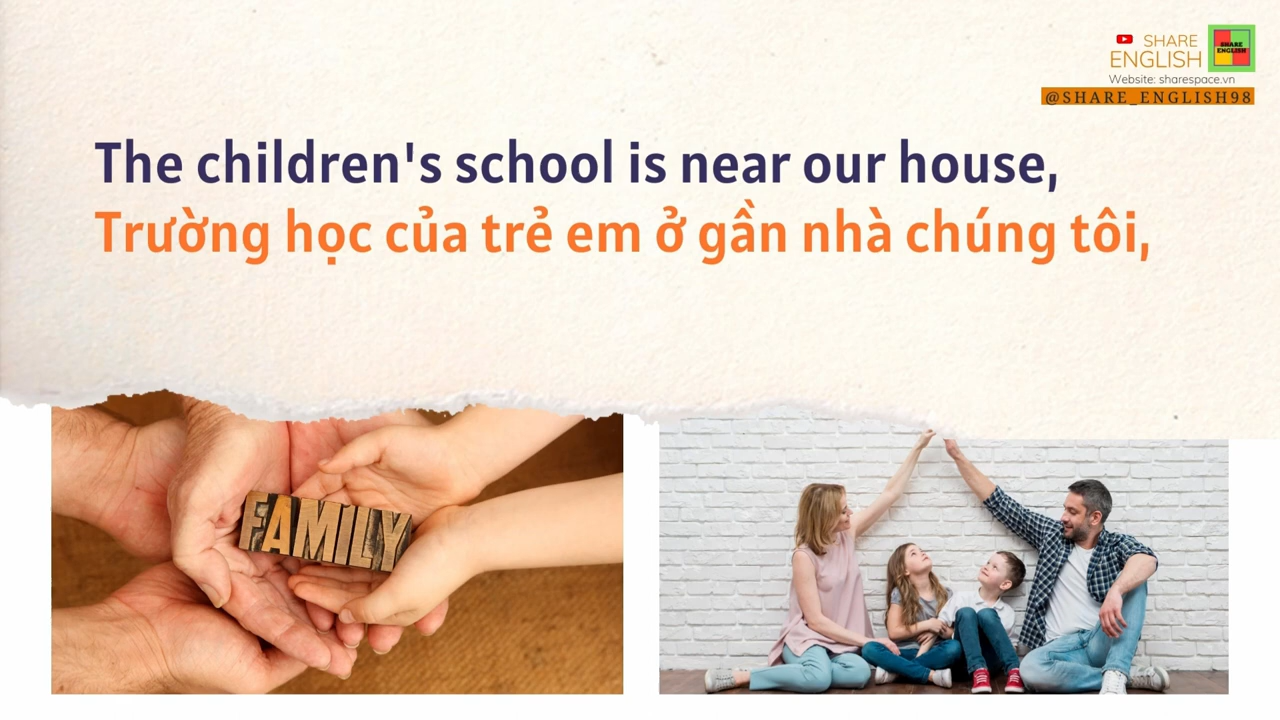 SHARE
ENGLISH
SHARE
ENGLISH
Website: sharespace.vn
@SHARE_ENGLISH98
The children's school is near our house,
Trường học của trẻ em ở gần nhà chúng tôi,
FAMILY